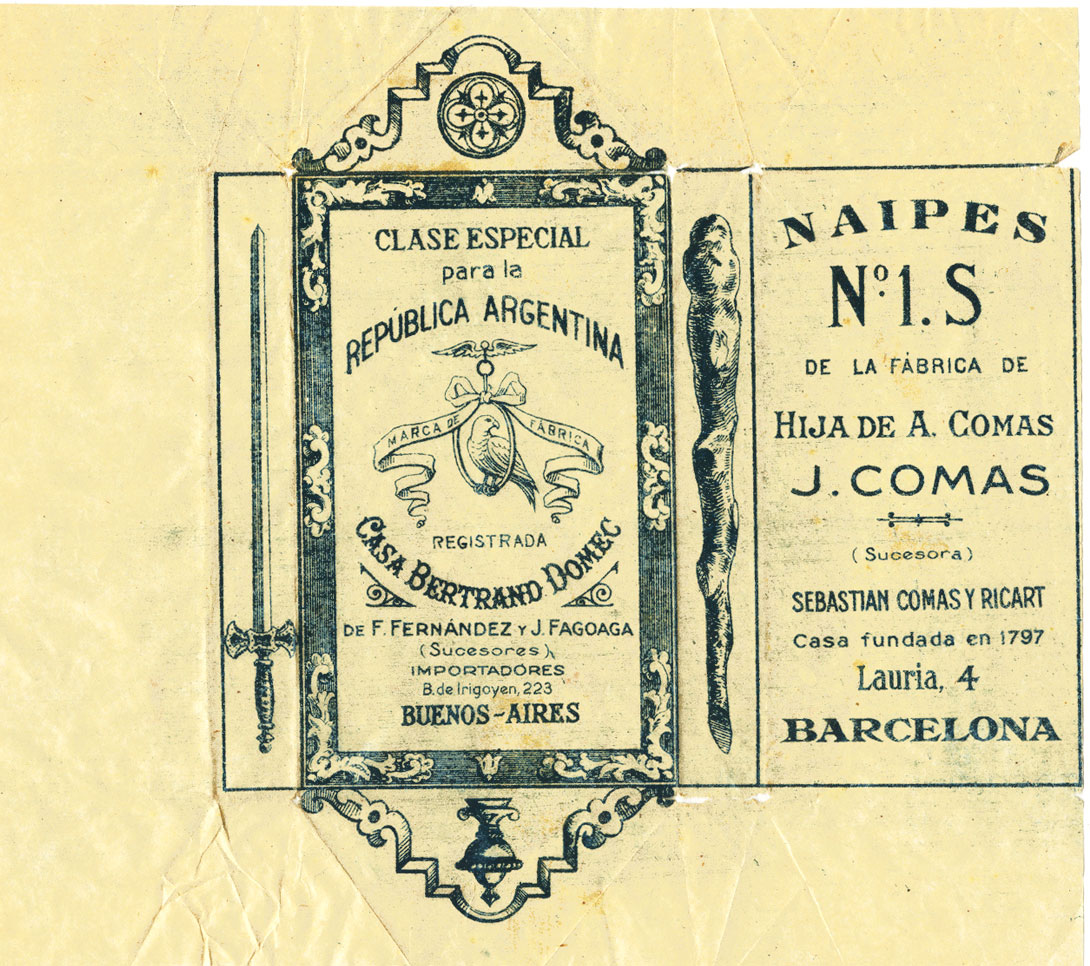 CLASE ESPECIAL
para la
REPÚBLICA ARGENTINA
MARCA DE FÁBRICA
REGISTRADA
CASA BERTRAND DOMEC
DE F. FERNÁNDEZ Y J. FAGOAGA
(Sucesores)
IMPORTADORES
B. de Irigoyen, 223
BUENOS-AIRES
NAIPES
Nº. 1. S
DE LA FÁBRICA DE
HIJA DE A. COMAS
J. COMAS
(Sucesora)
SEBASTIAN COMAS Y RICART
Casa fundada en 1797
Lauria, 4
BARCELONA